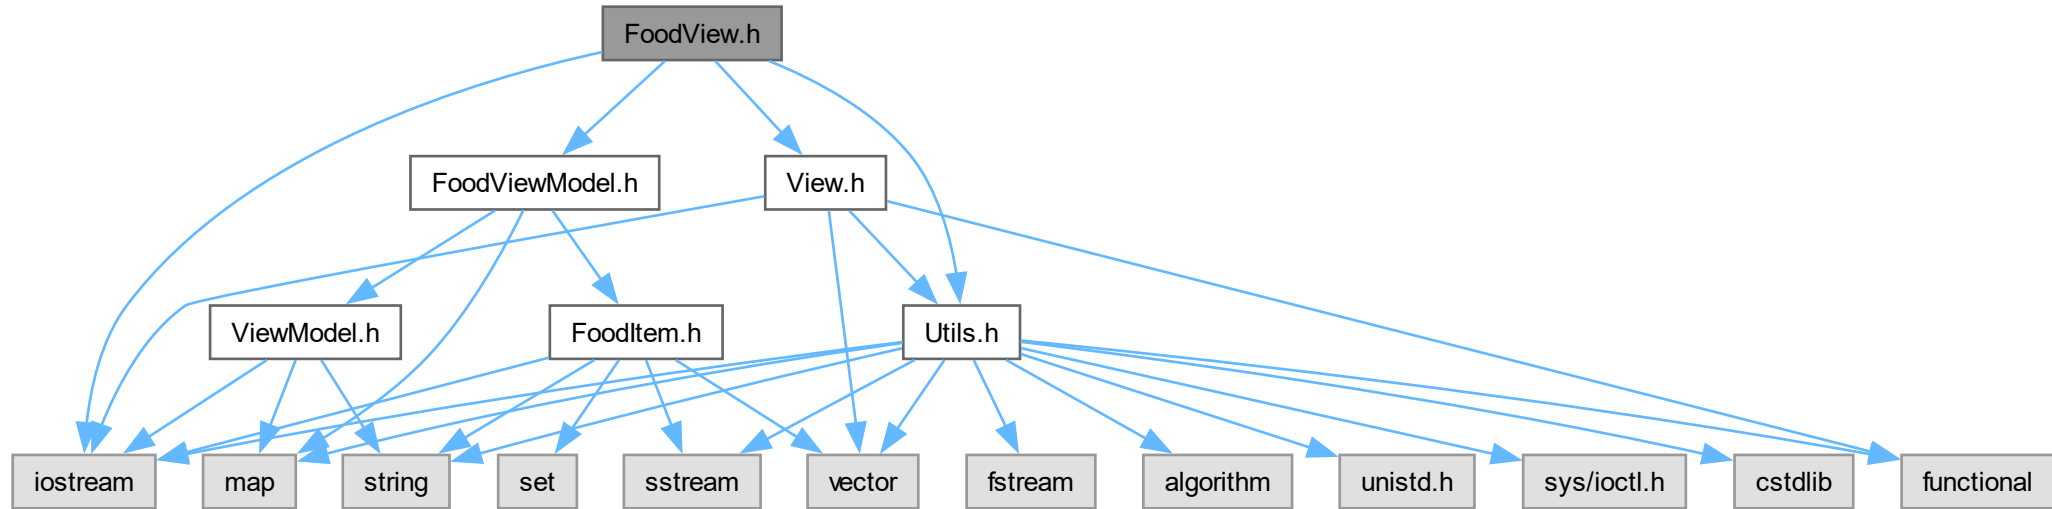 FoodView.h
FoodViewModel.h
View.h
ViewModel.h
FoodItem.h
Utils.h
iostream
map
string
set
sstream
vector
fstream
algorithm
unistd.h
sys/ioctl.h
cstdlib
functional